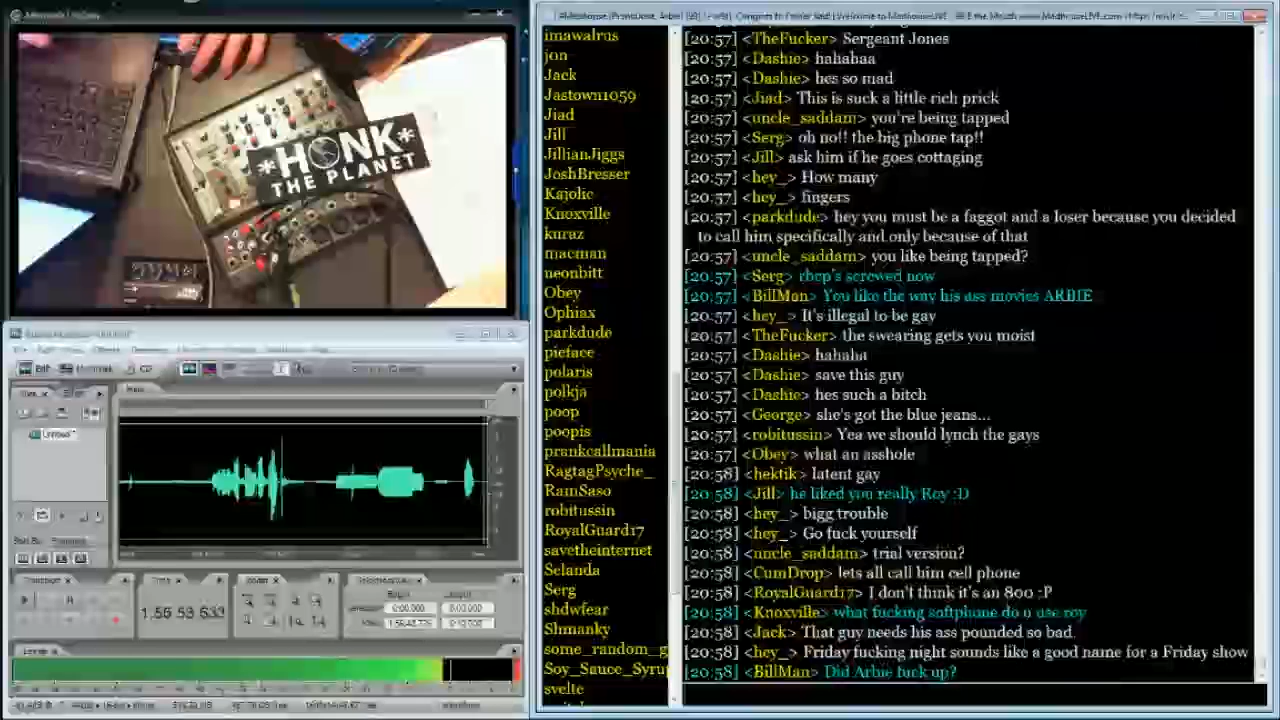 *HONK*
THE PLANET
1:56:53.633
imawalrus
jon
Jack
Jastown1059
Jiad
Jill
JillianJiggs
JoshBresser
Kajolic
Knoxville
kuraz
macman
neonbitt
Obey
Ophiax
parkdude
pieface
polaris
polkja
poop
poopis
prankcallmania
RagtagPsyche_
RamSaso
robitussin
RoyalGuard17
savetheinternet
Selanda
Serg
shdwfear
Shmanky
some_random_g
Soy_Sauce_Syru
svelte
[20:57] <TheFucker> Sergeant Jones
[20:57] <Dashie> hahahaa
[20:57] <Dashie> hes so mad
[20:57] <Jiad> This is suck a little rich prick
[20:57] <uncle_saddam> you're being tapped
[20:57] <Serg> oh no!! the big phone tap!!
[20:57] <Jill> ask him if he goes cottaging
[20:57] <hey_> How many
[20:57] <hey_> fingers
[20:57] <parkdude> hey you must be a faggot and a loser because you decided
to call him specifically and only because of that
[20:57] <uncle_saddam> you like being tapped?
[20:57] <Serg> rbcp's screwed now
[20:57] <BillMan> You like the way his ass movies ARBIE
[20:57] <hey_> It's illegal to be gay
[20:57] <TheFucker> the swearing gets you moist
[20:57] <Dashie> hahaha
[20:57] <Dashie> save this guy
[20:57] <Dashie> hes such a bitch
[20:57] <George> she's got the blue jeans...
[20:57] <robitussin> Yea we should lynch the gays
[20:57] <Obey> what an asshole
[20:58] <hektik> latent gay
[20:58] <Jill> he liked you really Roy :D
[20:58] <hey_> bigg trouble
[20:58] <hey_> Go fuck yourself
[20:58] <uncle_saddam> trial version?
[20:58] <CumDrop> lets all call him cell phone
[20:58] <RoyalGuard17> I don't think it's an 800 :P
[20:58] <Knoxville> what fucking softphone do u use roy
[20:58] <Jack> That guy needs his ass pounded so bad.
[20:58] <hey_> Friday fucking night sounds like a good name for a Friday show
[20:58] <BillMan> Did Arbie fuck up?